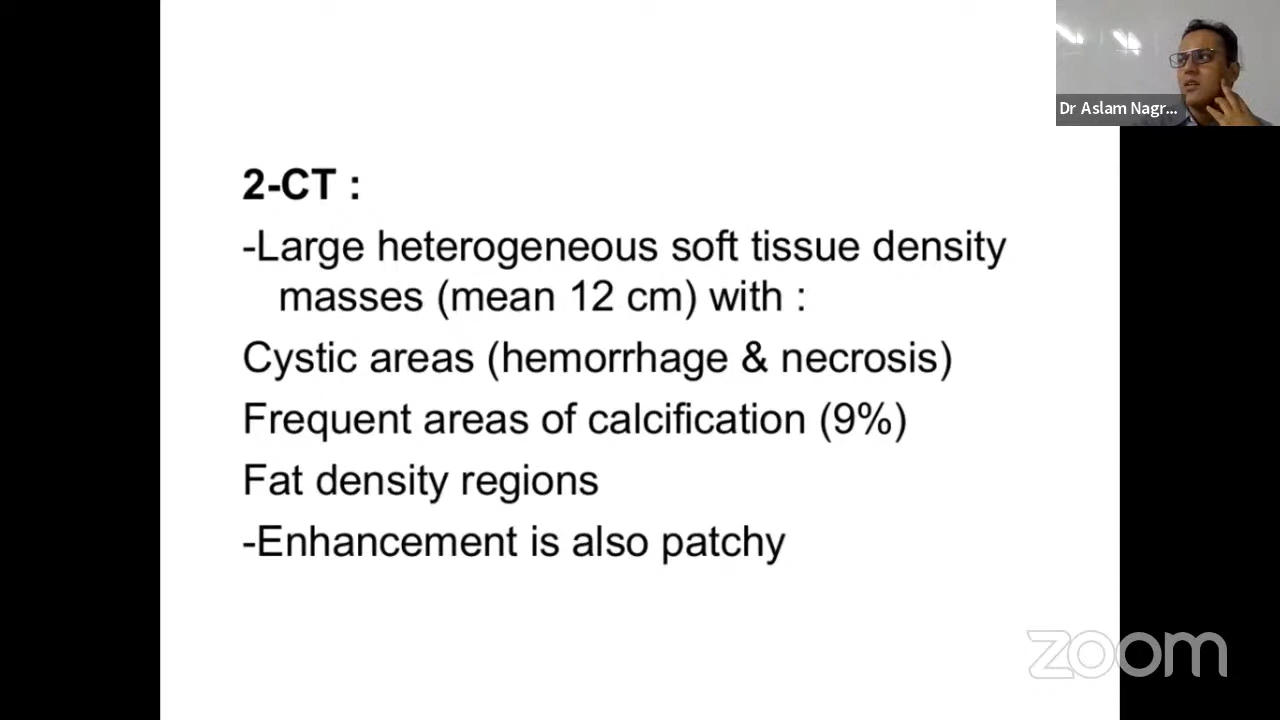 Dr Aslam Nagr...
2-CT :
-Large heterogeneous soft tissue density
masses (mean 12 cm) with :
Cystic areas (hemorrhage & necrosis)
Frequent areas of calcification (9%)
Fat density regions
-Enhancement is also patchy
zoom